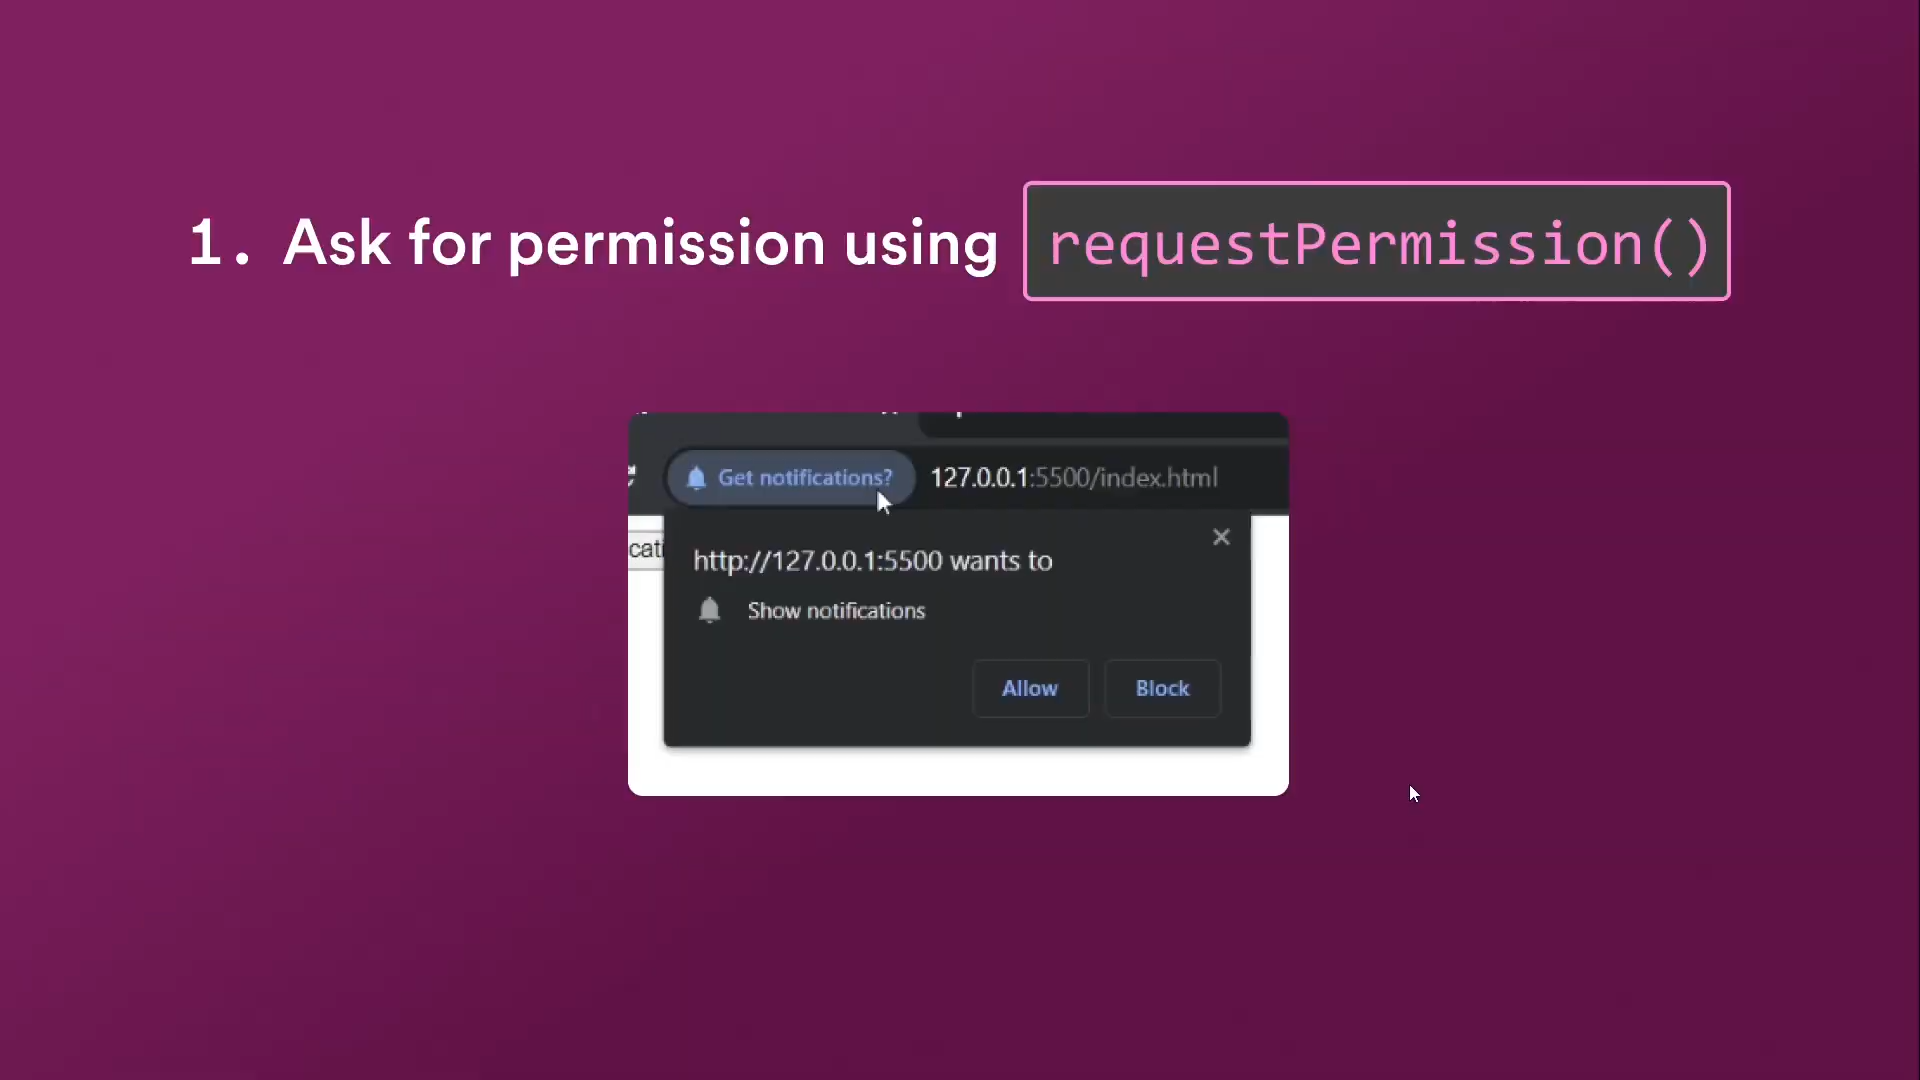 1. Ask for permission using requestPermission()
Get notifications? 127.0.0.1:5500/index.html
http://127.0.0.1:5500 wants to
Show notifications
Allow Block